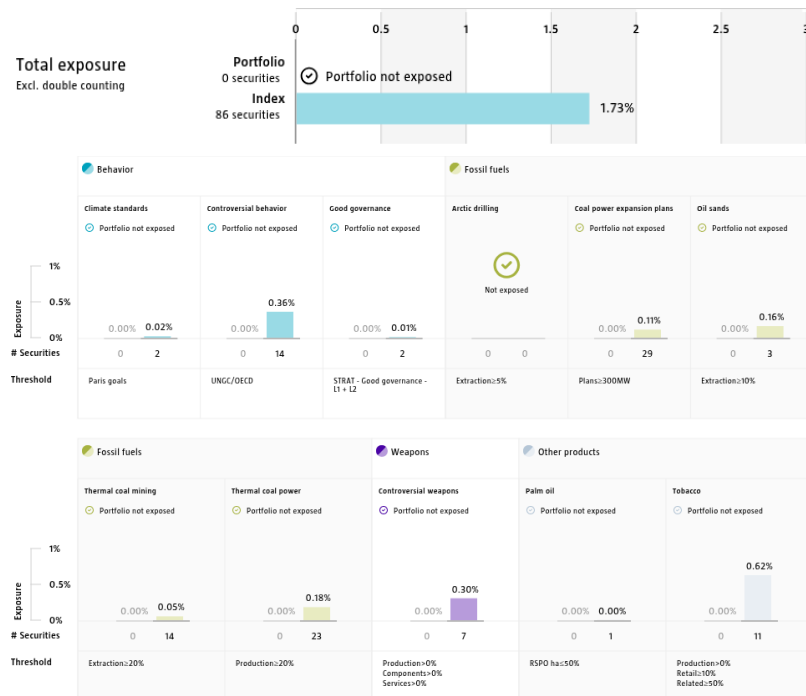 0 0.5 1 1.5 2 2.5 3
Total exposure
Excl. double counting
Portfolio
0 securities
Portfolio not exposed
Index
86 securities
1.73%
Behavior
Fossil fuels
Climate standards
Controversial behavior
Good governance
Arctic drilling
Coal power expansion plans
Oil sands
Portfolio not exposed
Portfolio not exposed
Portfolio not exposed
Portfolio not exposed
Portfolio not exposed
Not exposed
Exposure
1%
0.5%
0%
0.00% 0.02%
0.00% 0.36%
0.00% 0.01%
0.00% 0.11%
0.00% 0.16%
# Securities
0 2
0 14
0 2
0 0
0 29
0 3
Threshold
Paris goals
UNGC/OECD
STRAT - Good governance -
L1 + L2
Extraction≥5%
Plans≥300MW
Extraction≥10%
Fossil fuels
Weapons
Other products
Thermal coal mining
Thermal coal power
Controversial weapons
Palm oil
Tobacco
Portfolio not exposed
Portfolio not exposed
Portfolio not exposed
Portfolio not exposed
Portfolio not exposed
Exposure
1%
0.5%
0%
0.00% 0.05%
0.00% 0.18%
0.00% 0.30%
0.00% 0.00%
0.00% 0.62%
# Securities
0 14
0 23
0 7
0 1
0 11
Threshold
Extraction≥20%
Production≥20%
Production>0%
Components>0%
Services>0%
RSPO ha≤50%
Production>0%
Retail≥10%
Related≥50%